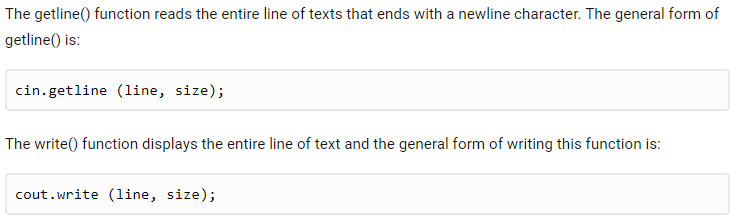 The getline() function reads the entire line of texts that ends with a newline character. The general form of
getline() is:
cin.getline (line, size);
The write() function displays the entire line of text and the general form of writing this function is:
cout.write (line, size);